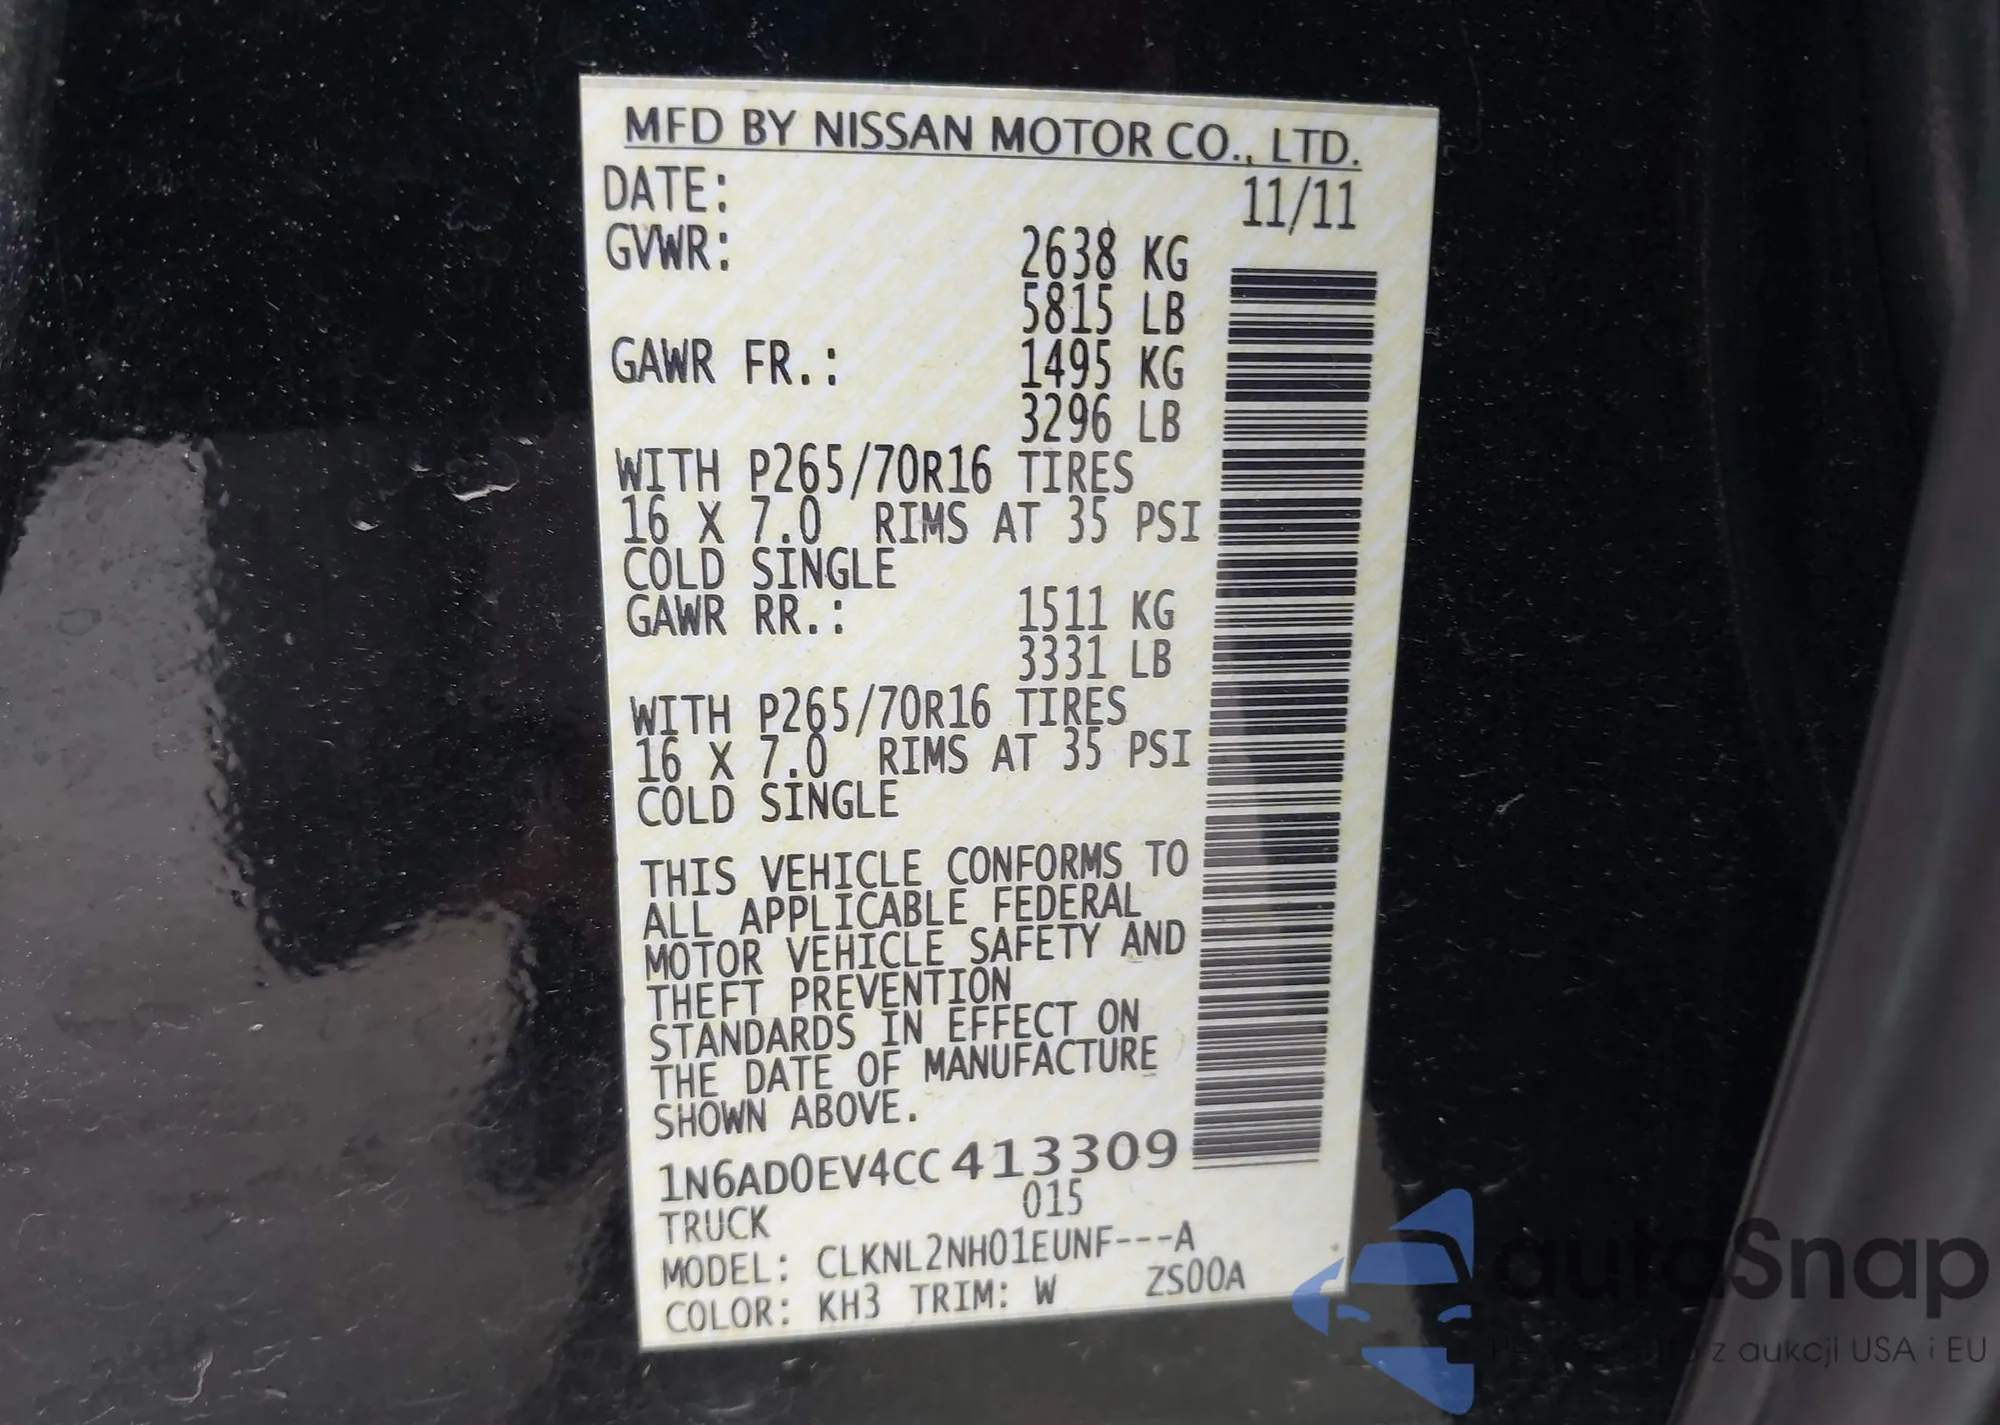 MFD BY NISSAN MOTOR CO., LTD.
DATE: 11/11
GVWR: 2638 KG
5815 LB
GAWR FR.: 1495 KG
3296 LB
WITH P265/70R16 TIRES
16 X 7.0 RIMS AT 35 PSI
COLD SINGLE
GAWR RR.: 1511 KG
3331 LB
WITH P265/70R16 TIRES
16 X 7.0 RIMS AT 35 PSI
COLD SINGLE
THIS VEHICLE CONFORMS TO
ALL APPLICABLE FEDERAL
MOTOR VEHICLE SAFETY AND
THEFT PREVENTION
STANDARDS IN EFFECT ON
THE DATE OF MANUFACTURE
SHOWN ABOVE.
1N6AD0EV4CC413309
TRUCK 015
MODEL: CLKNL2NH01EUNF---A
COLOR: KH3 TRIM: W ZS00A
autaSnap
z aukcji USA i EU